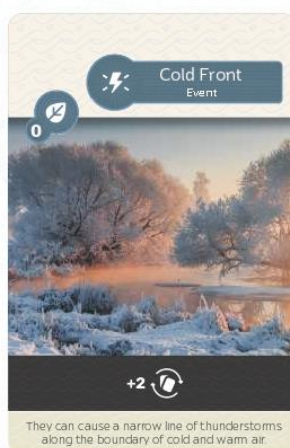 Cold Front
Event
0
+2
They can cause a narrow line of thunderstorms
along the boundary of cold and warm air.